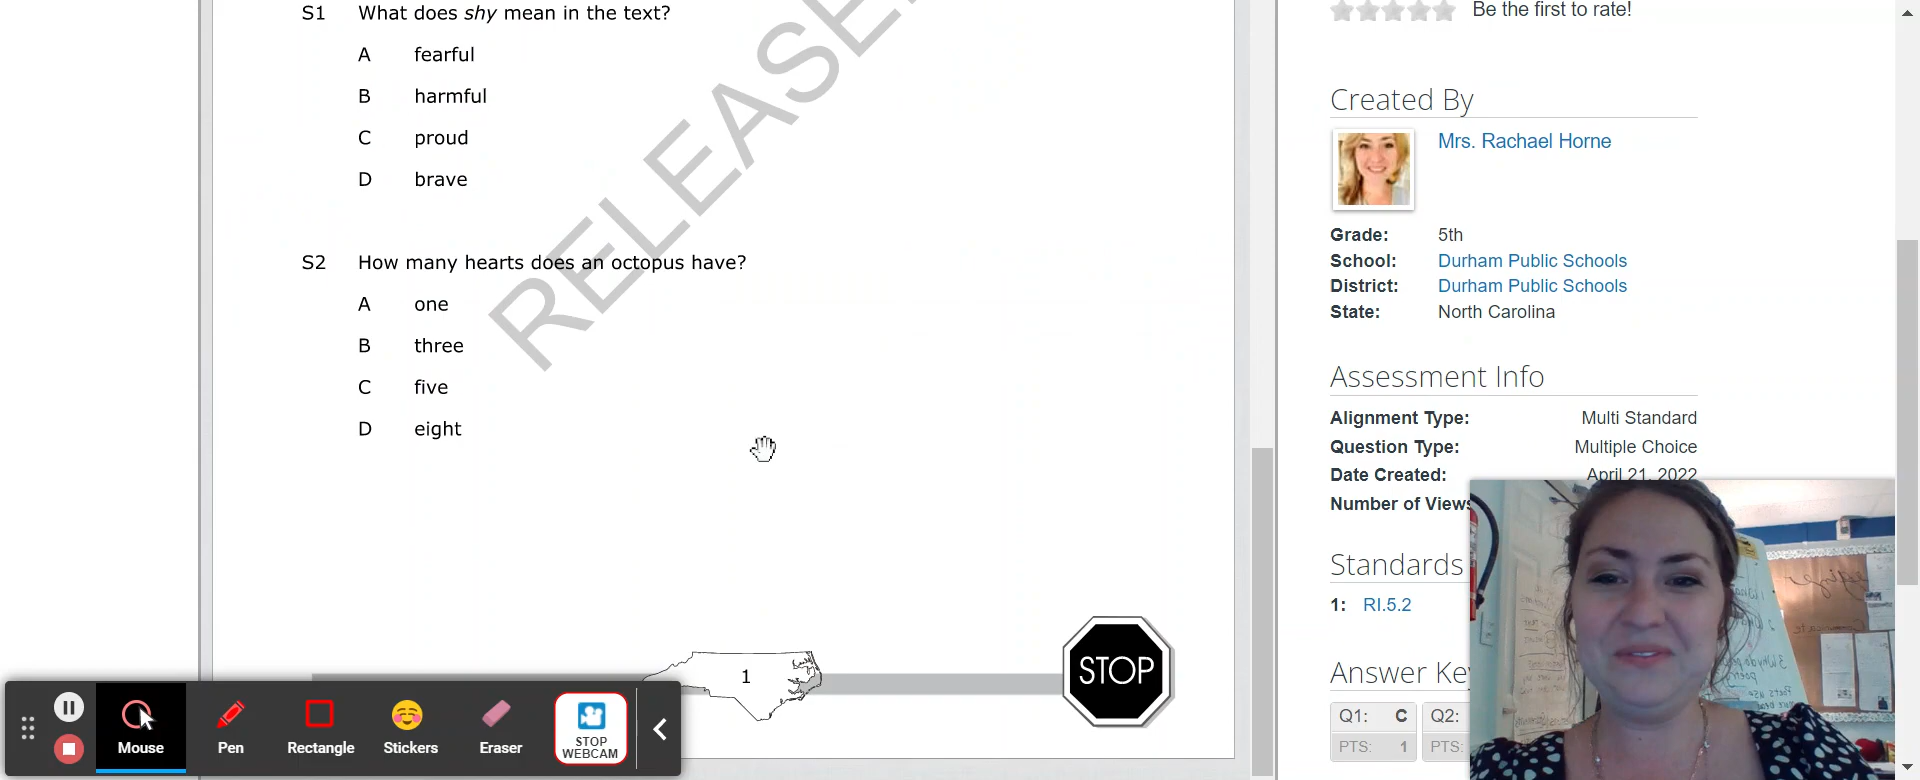 S1 What does shy mean in the text?
A fearful
B harmful
C proud
D brave
S2 How many hearts does an octopus have?
A one
B three
C five
D eight
RELEASE
1
STOP
Be the first to rate!
Created By
Mrs. Rachael Horne
Grade: 5th
School: Durham Public Schools
District: Durham Public Schools
State: North Carolina
Assessment Info
Alignment Type: Multi Standard
Question Type: Multiple Choice
Date Created: April 21, 2022
Number of Views
Standards
1: RI.5.2
Answer Key
Q1: C Q2:
PTS: 1 PTS:
Mouse
Pen
Rectangle
Stickers
Eraser
STOP
WEBCAM